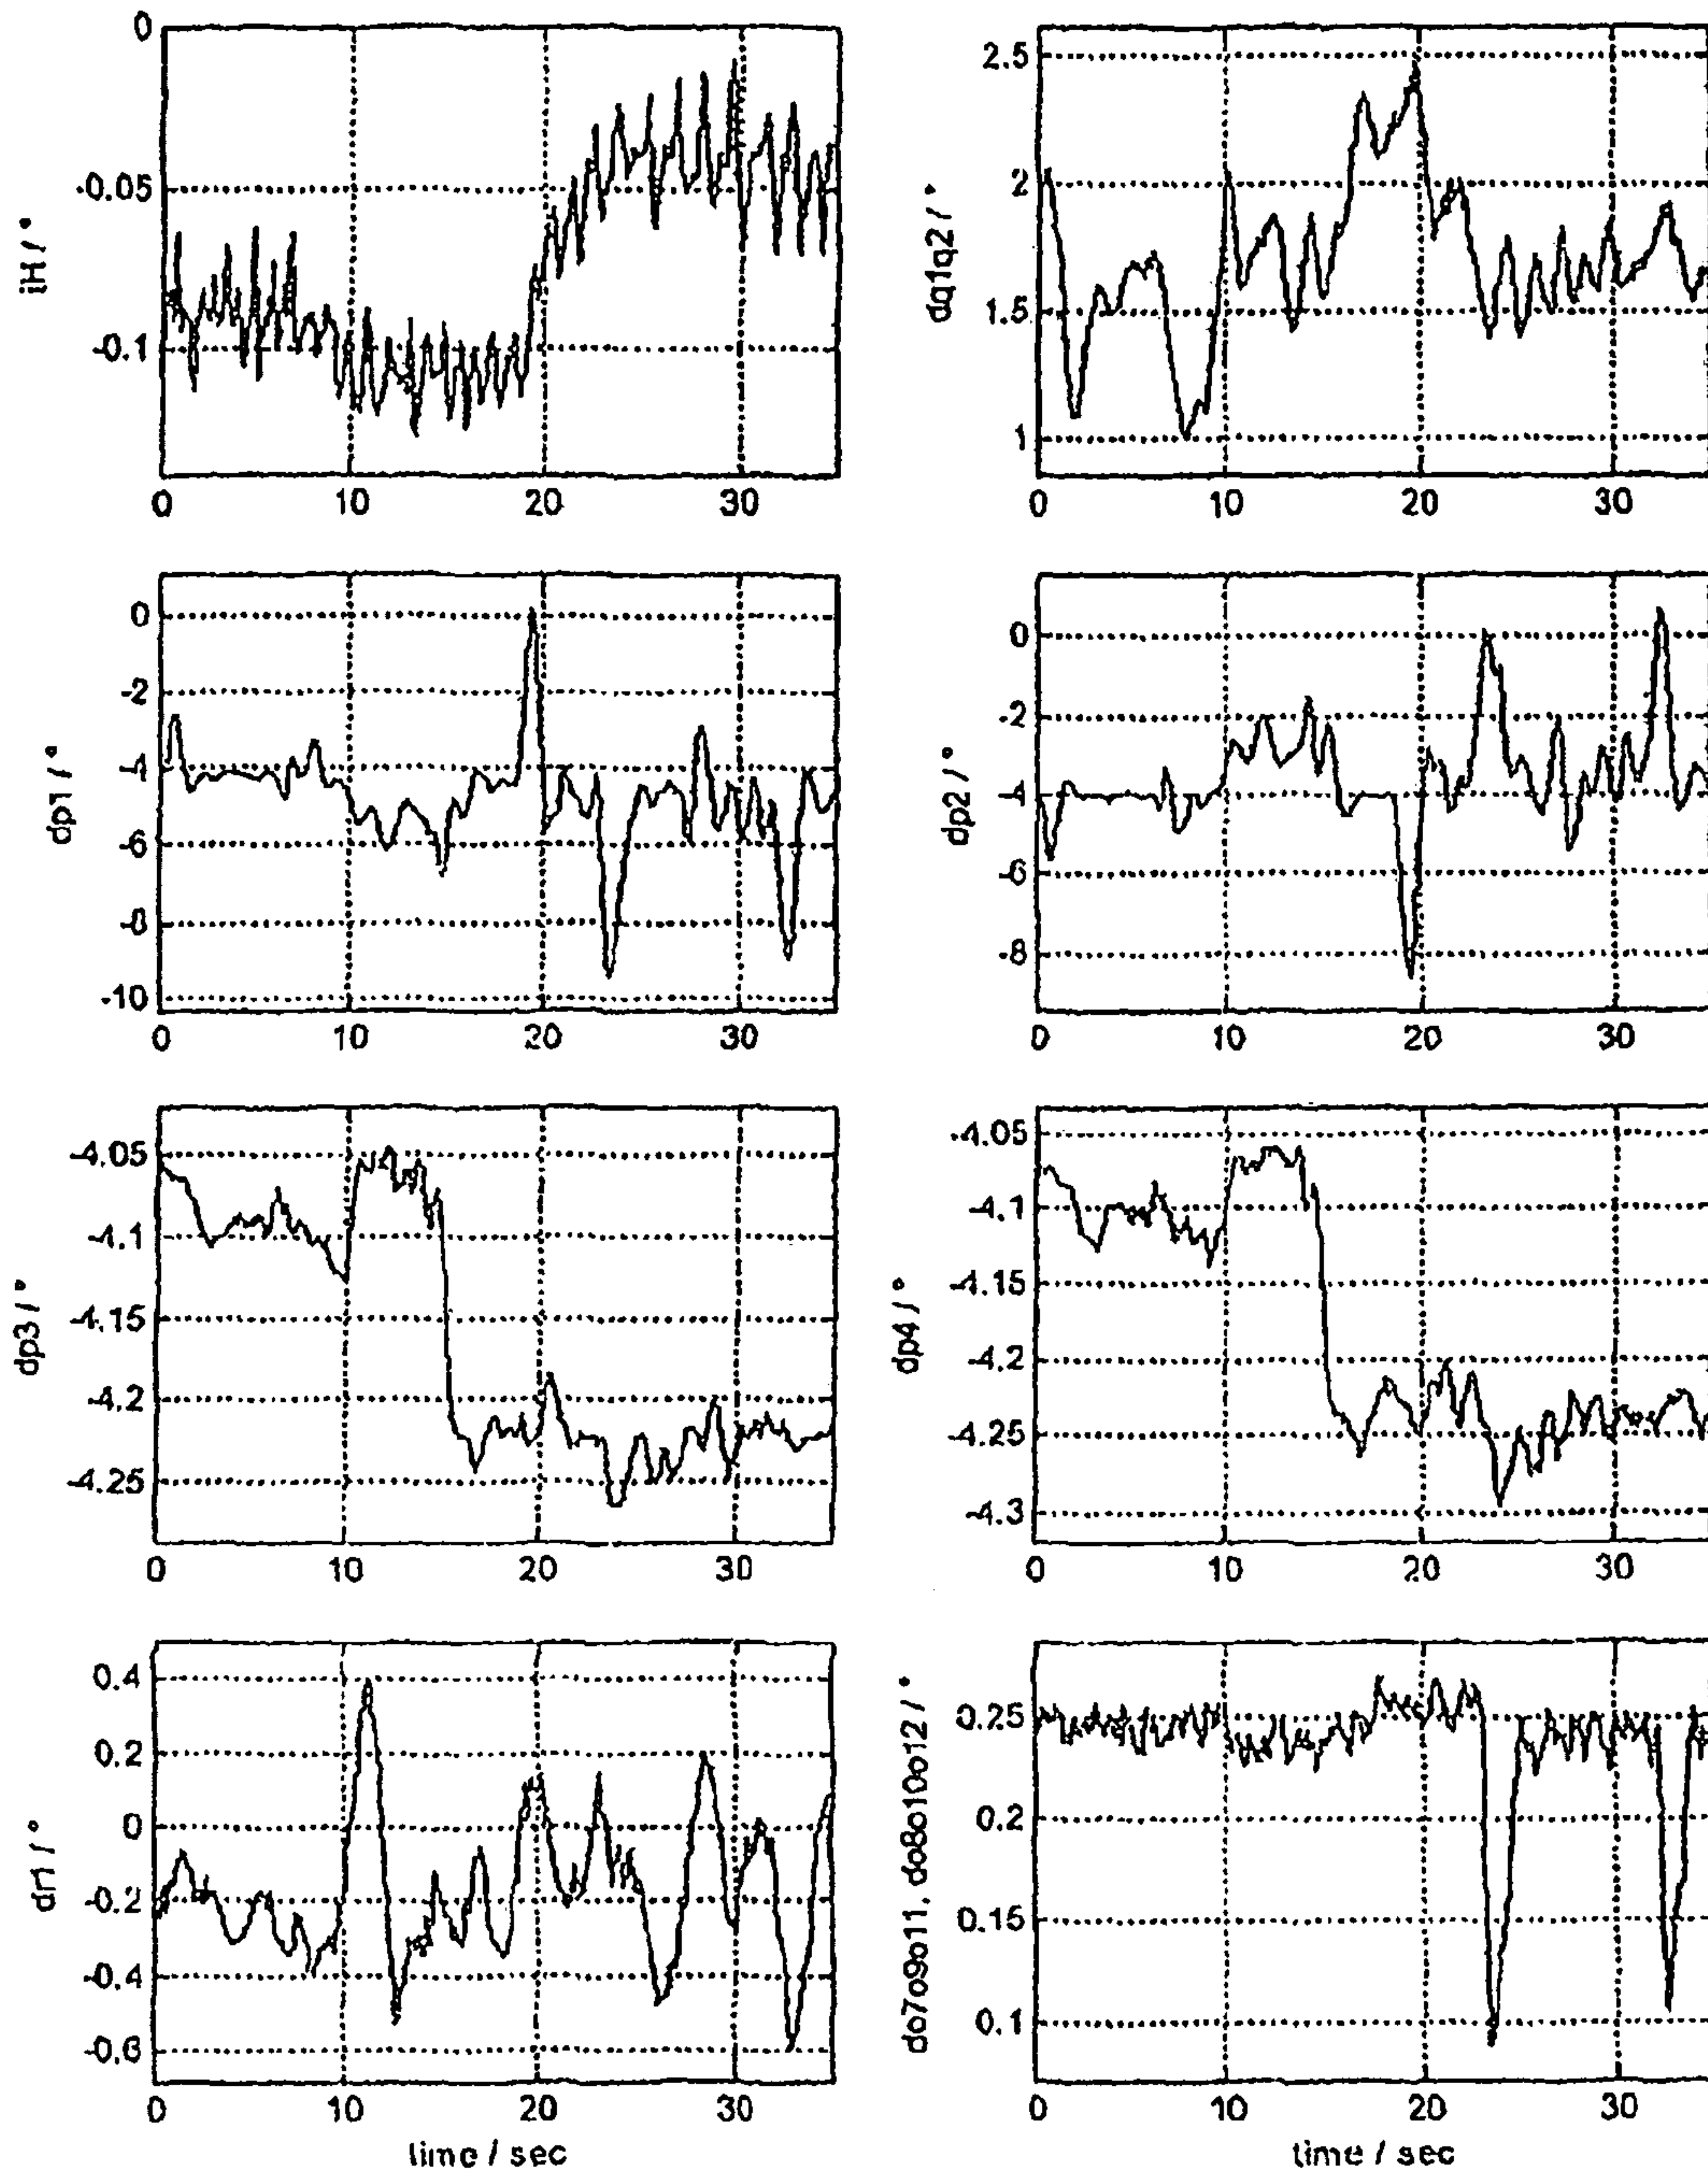 0
-0.05
-0.1
iH / °
0 10 20 30
2.5
2
1.5
1
dq1q2 / °
0 10 20 30
0
-2
-4
-6
-8
-10
dp1 / °
0 10 20 30
0
-2
-4
-6
-8
dp2 / °
0 10 20 30
-4.05
-4.1
-4.15
-4.2
-4.25
dp3 / °
0 10 20 30
-4.05
-4.1
-4.15
-4.2
-4.25
-4.3
dp4 / °
0 10 20 30
0.4
0.2
0
-0.2
-0.4
-0.6
dr1 / °
0 10 20 30
time / sec
0.25
0.2
0.15
0.1
do7o9o11, do8o10o12 / °
0 10 20 30
time / sec